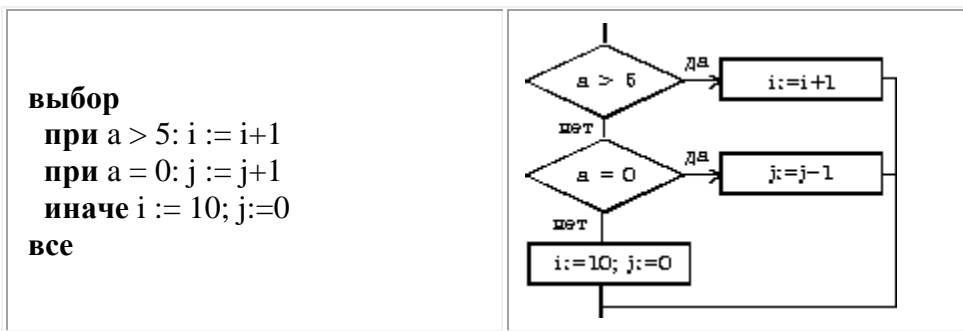 выбор
при a > 5: i := i+1
при a = 0: j := j+1
иначе i := 10; j:=0
все
a > 5
да
i:=i+1
нет
a = 0
да
j:=j-1
нет
i:=10; j:=0